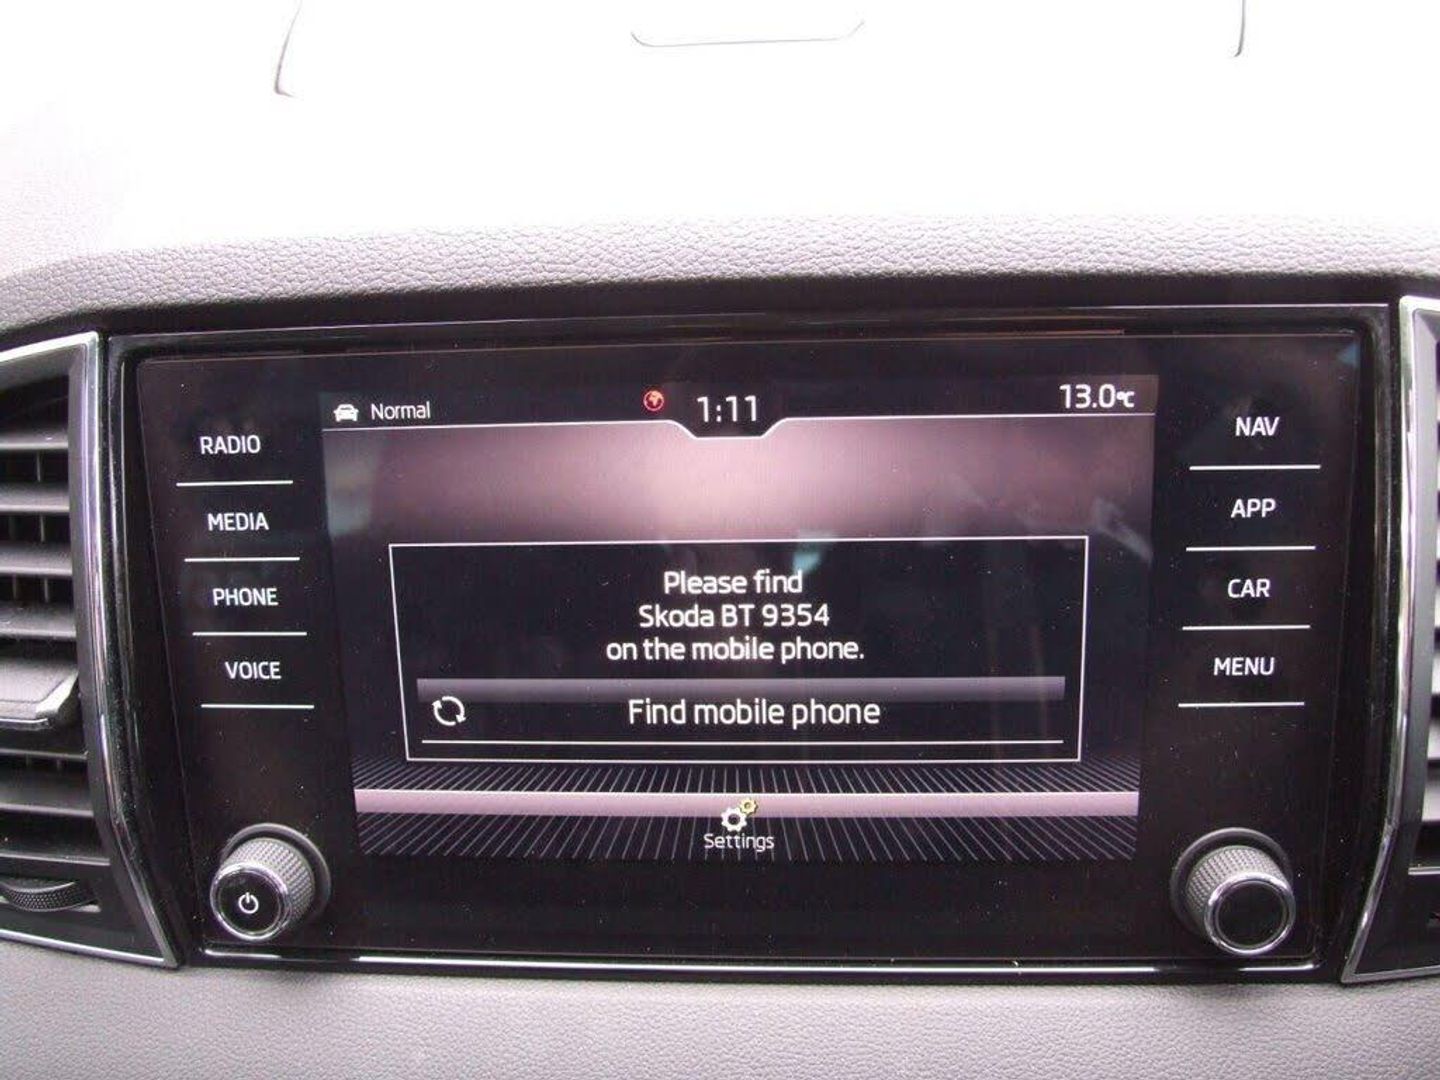 Normal 1:11 13.0°C
RADIO
MEDIA
PHONE
VOICE
Please find
Skoda BT 9354
on the mobile phone.
Find mobile phone
Settings
NAV
APP
CAR
MENU